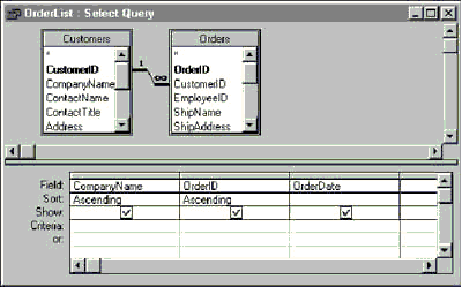 OrderList : Select Query
Customers
*
CustomerID
CompanyName
ContactName
ContactTitle
Address
1
∞
Orders
*
OrderID
CustomerID
EmployeeID
ShipName
ShipAddress
Field: CompanyName OrderID OrderDate
Sort: Ascending Ascending
Show:
Criteria:
or: